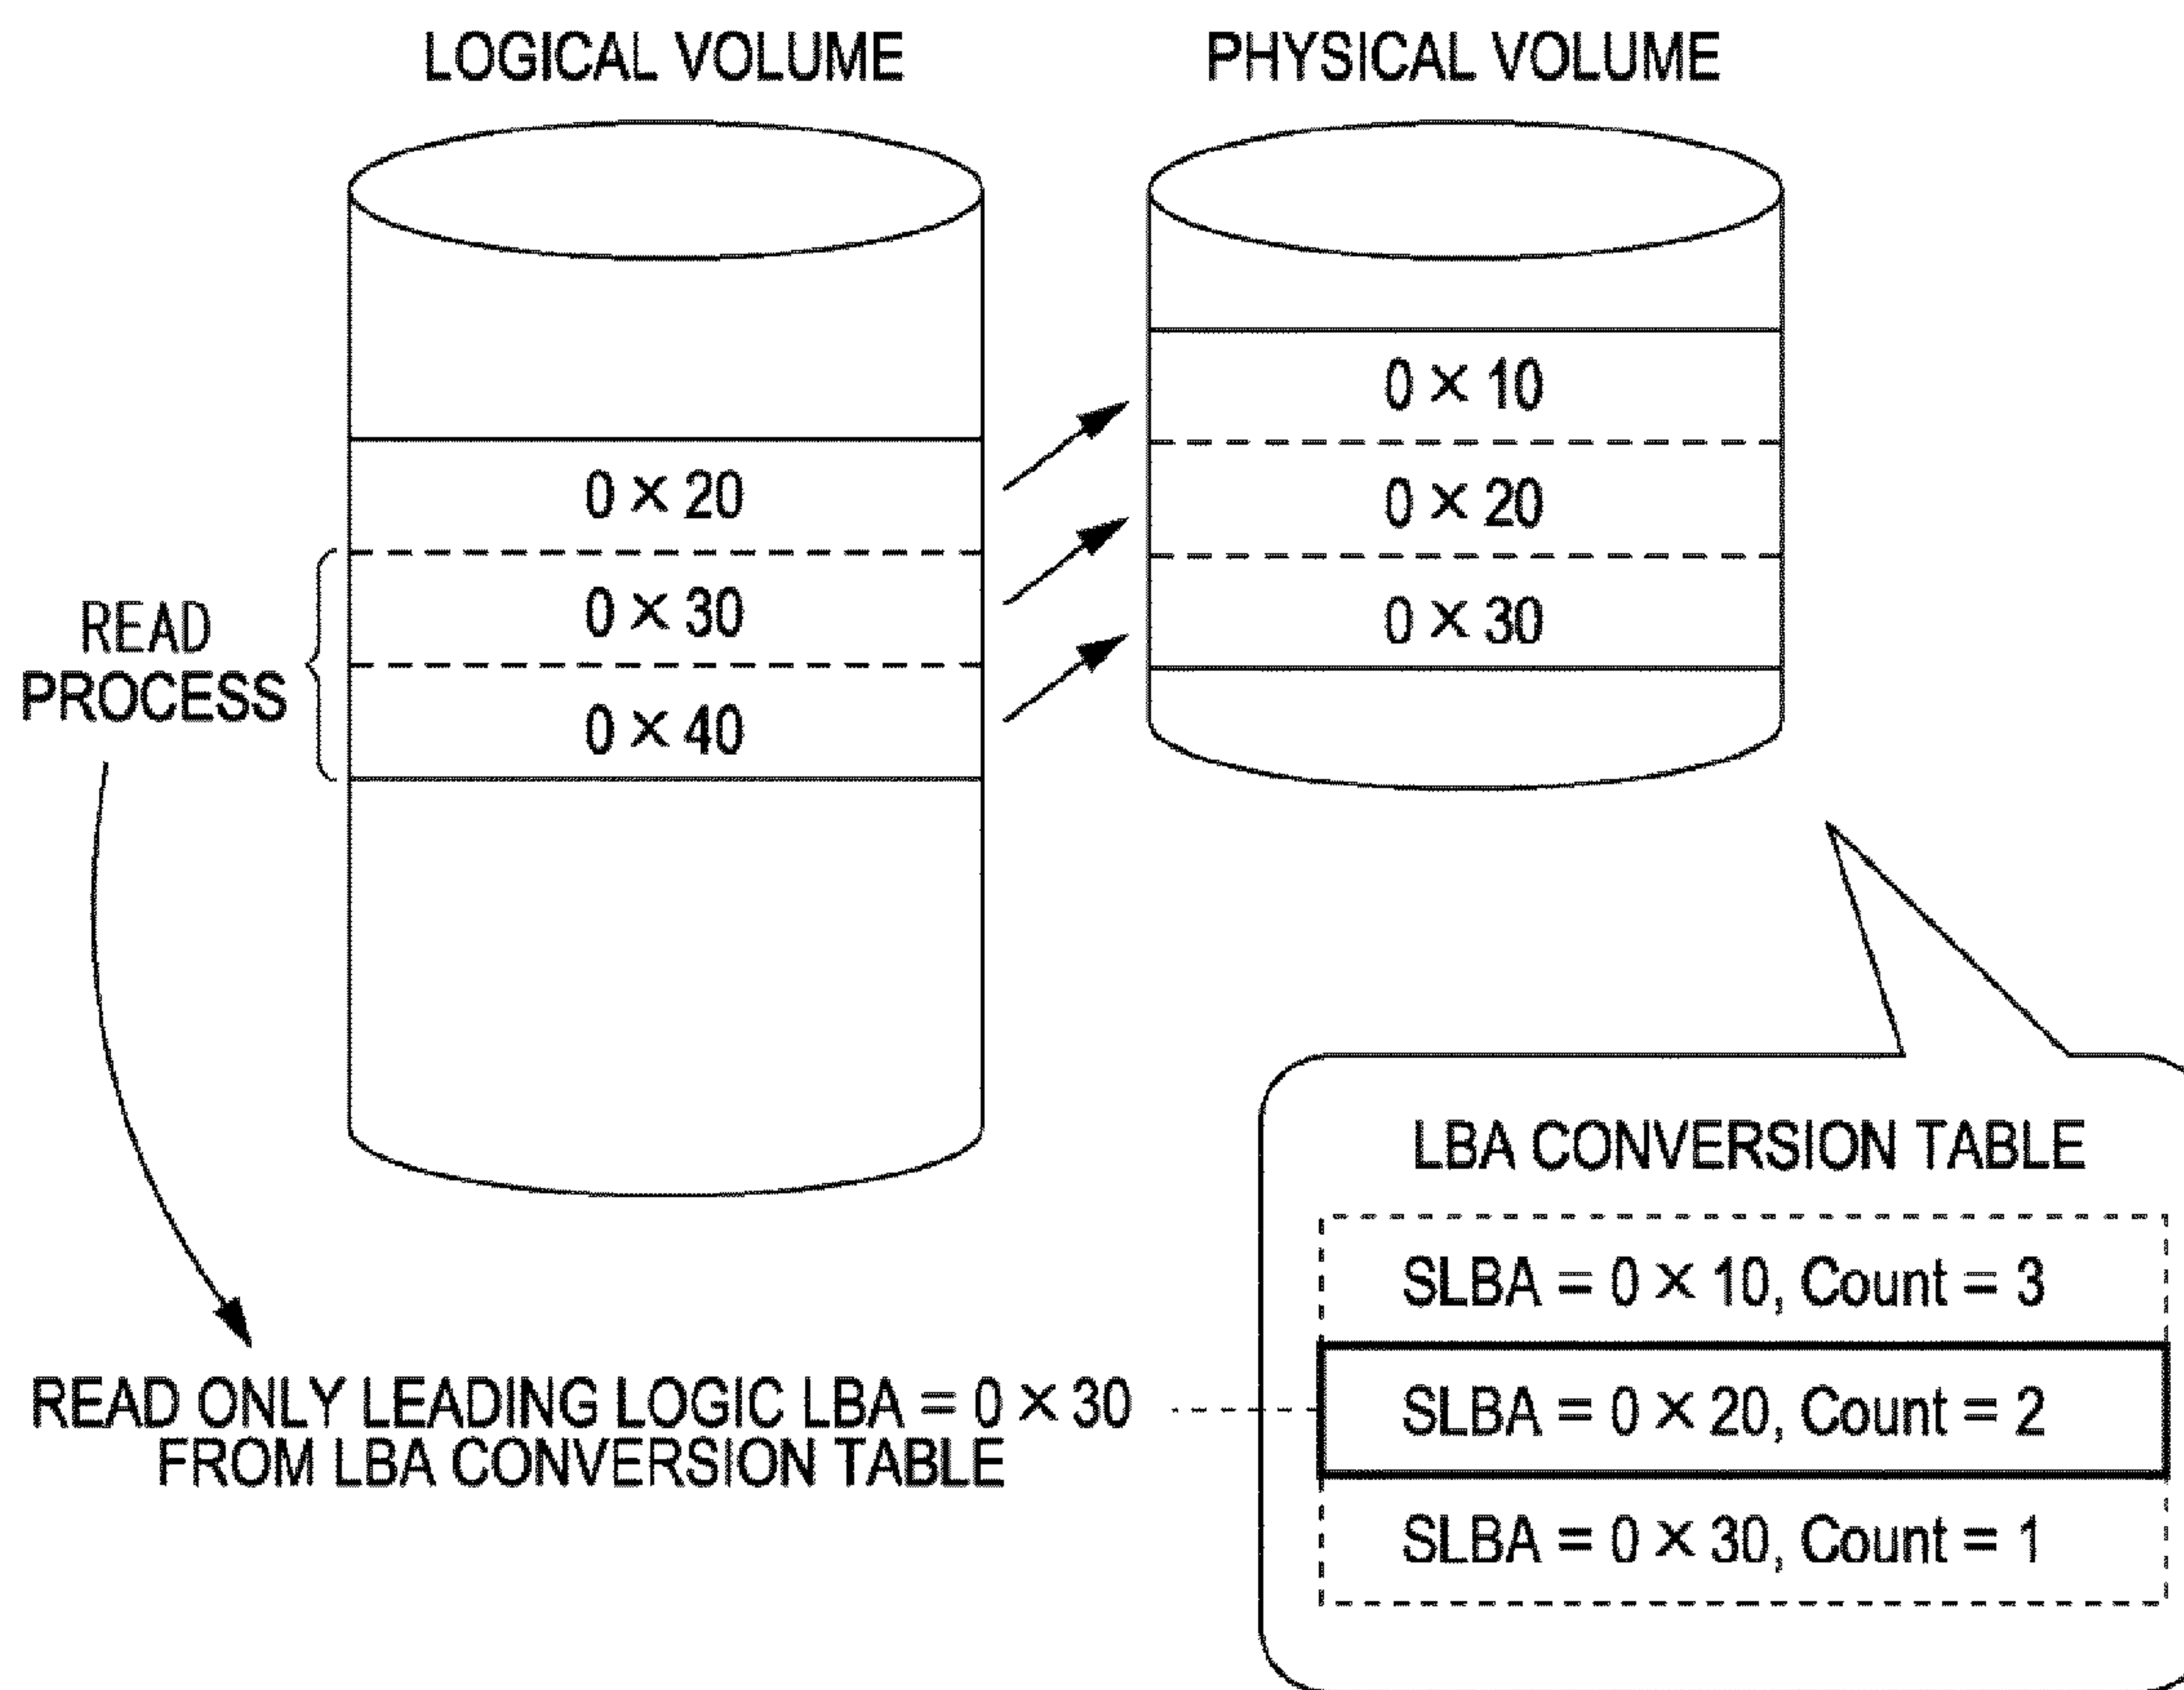 LOGICAL VOLUME
PHYSICAL VOLUME
0 × 10
0 × 20
0 × 20
0 × 30
0 × 30
0 × 40
READ
PROCESS
LBA CONVERSION TABLE
SLBA = 0 × 10, Count = 3
SLBA = 0 × 20, Count = 2
SLBA = 0 × 30, Count = 1
READ ONLY LEADING LOGIC LBA = 0 × 30
FROM LBA CONVERSION TABLE